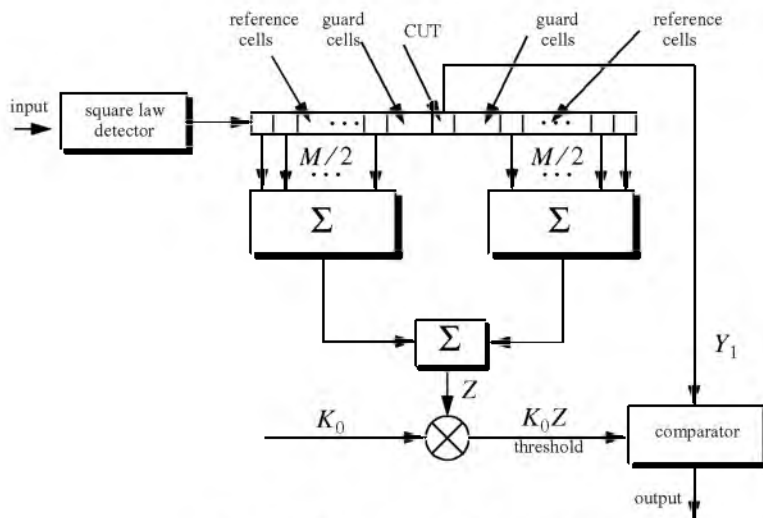 reference
cells
guard
cells
CUT
guard
cells
reference
cells
input
square law
detector
• • •
• • •
M/2
• • •
M/2
• • •
Σ
Σ
Σ
Y₁
Z
K₀
K₀Z
threshold
comparator
output